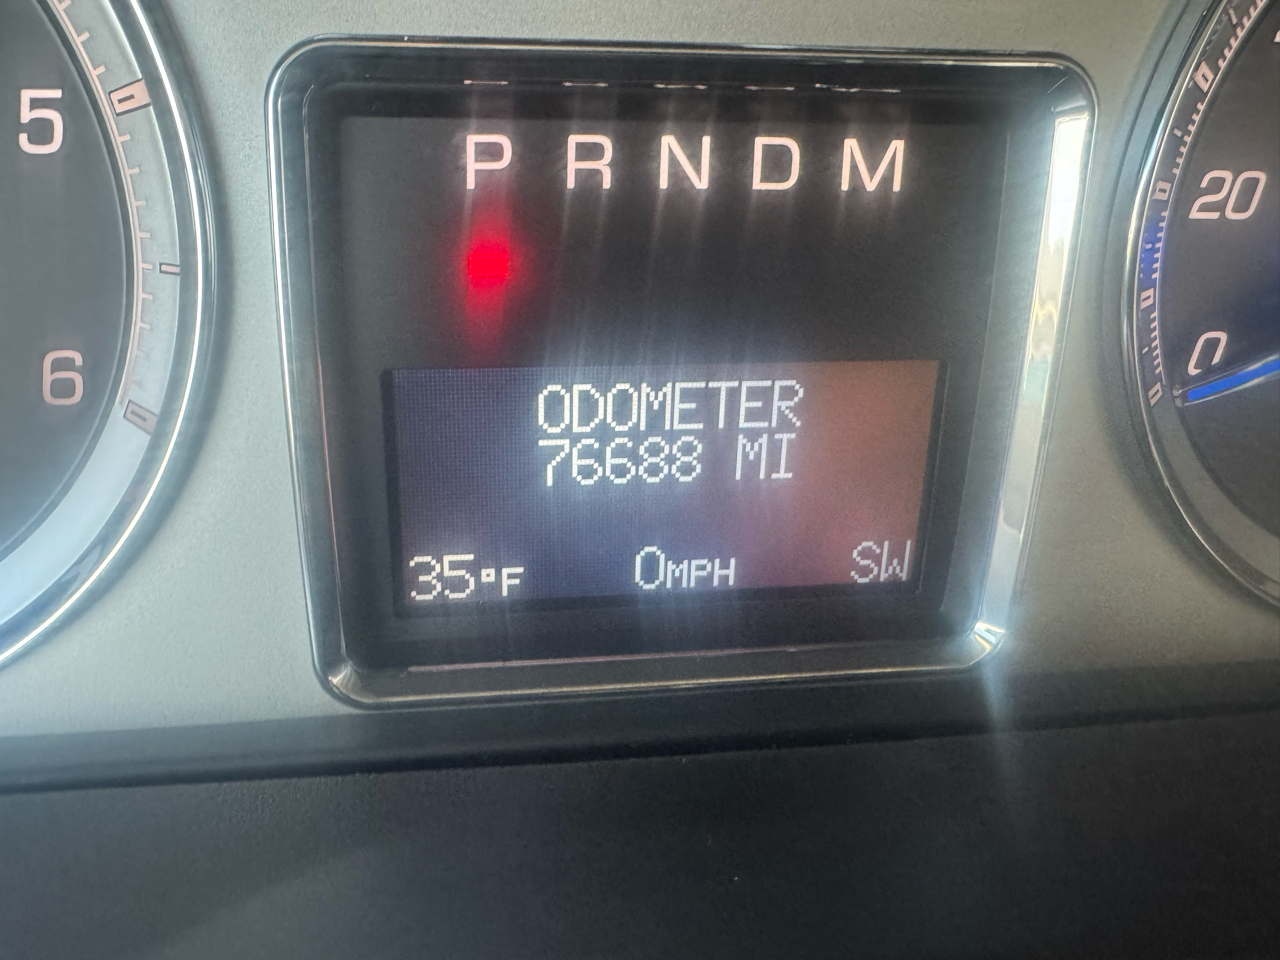 5
6
P R N D M
ODOMETER
76688 MI
35°F 0MPH SW
20
0